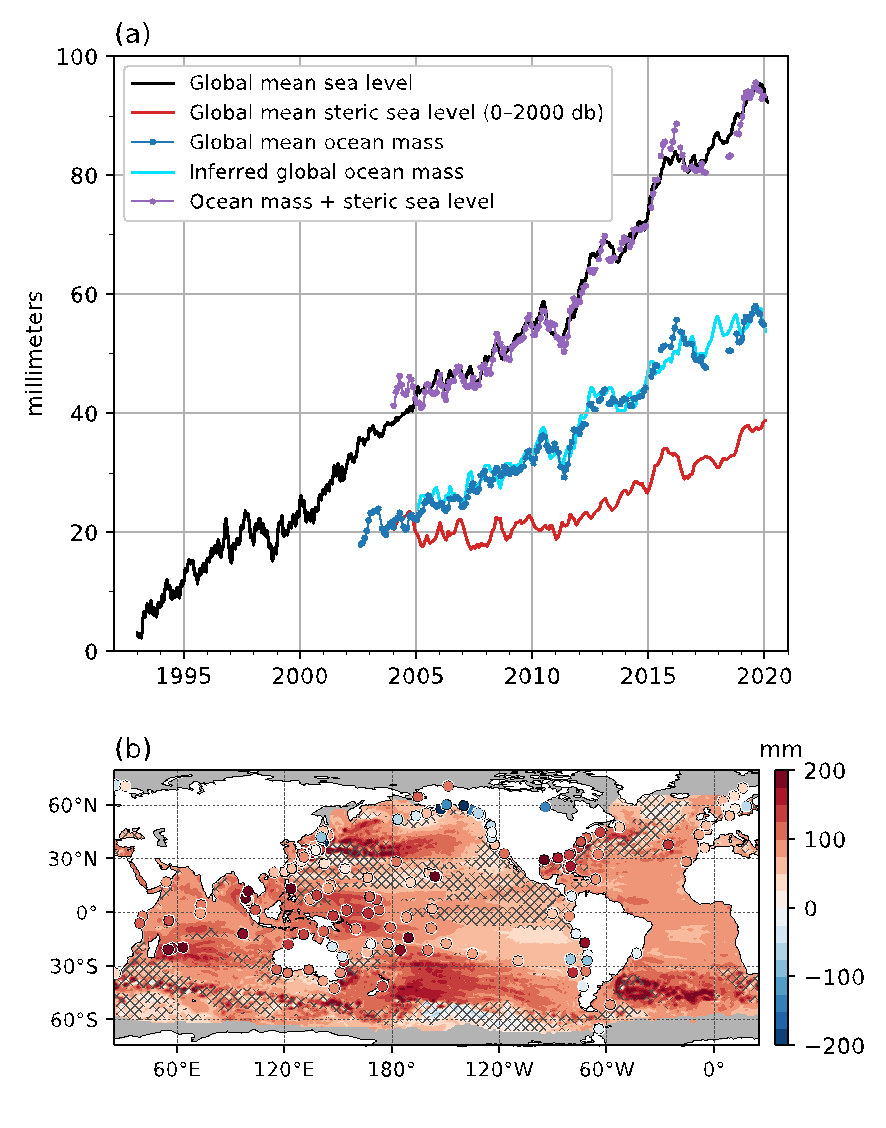 (a)
100
80
60
40
20
0
millimeters
Global mean sea level
Global mean steric sea level (0–2000 db)
Global mean ocean mass
Inferred global ocean mass
Ocean mass + steric sea level
1995 2000 2005 2010 2015 2020
(b)
mm
60°N
30°N
0°
30°S
60°S
200
100
0
−100
−200
60°E 120°E 180° 120°W 60°W 0°